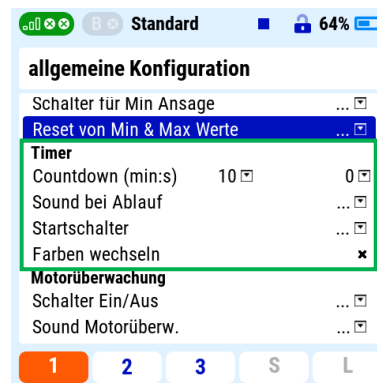 B Standard 64%
allgemeine Konfiguration
Schalter für Min Ansage ...
Reset von Min & Max Werte ...
Timer
Countdown (min:s) 10 0
Sound bei Ablauf ...
Startschalter ...
Farben wechseln
Motorüberwachung
Schalter Ein/Aus ...
Sound Motorüberw. ...
1 2 3 S L